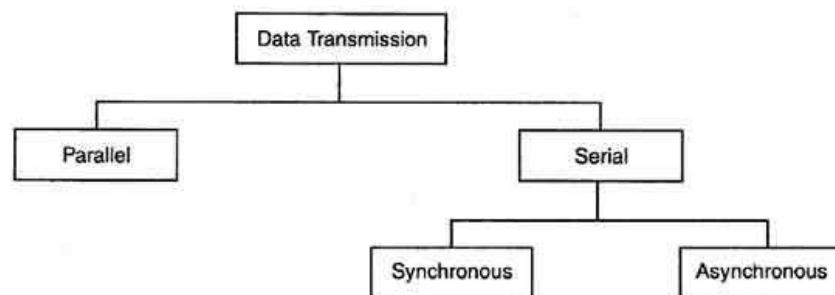 Data Transmission
Parallel
Serial
Synchronous
Asynchronous